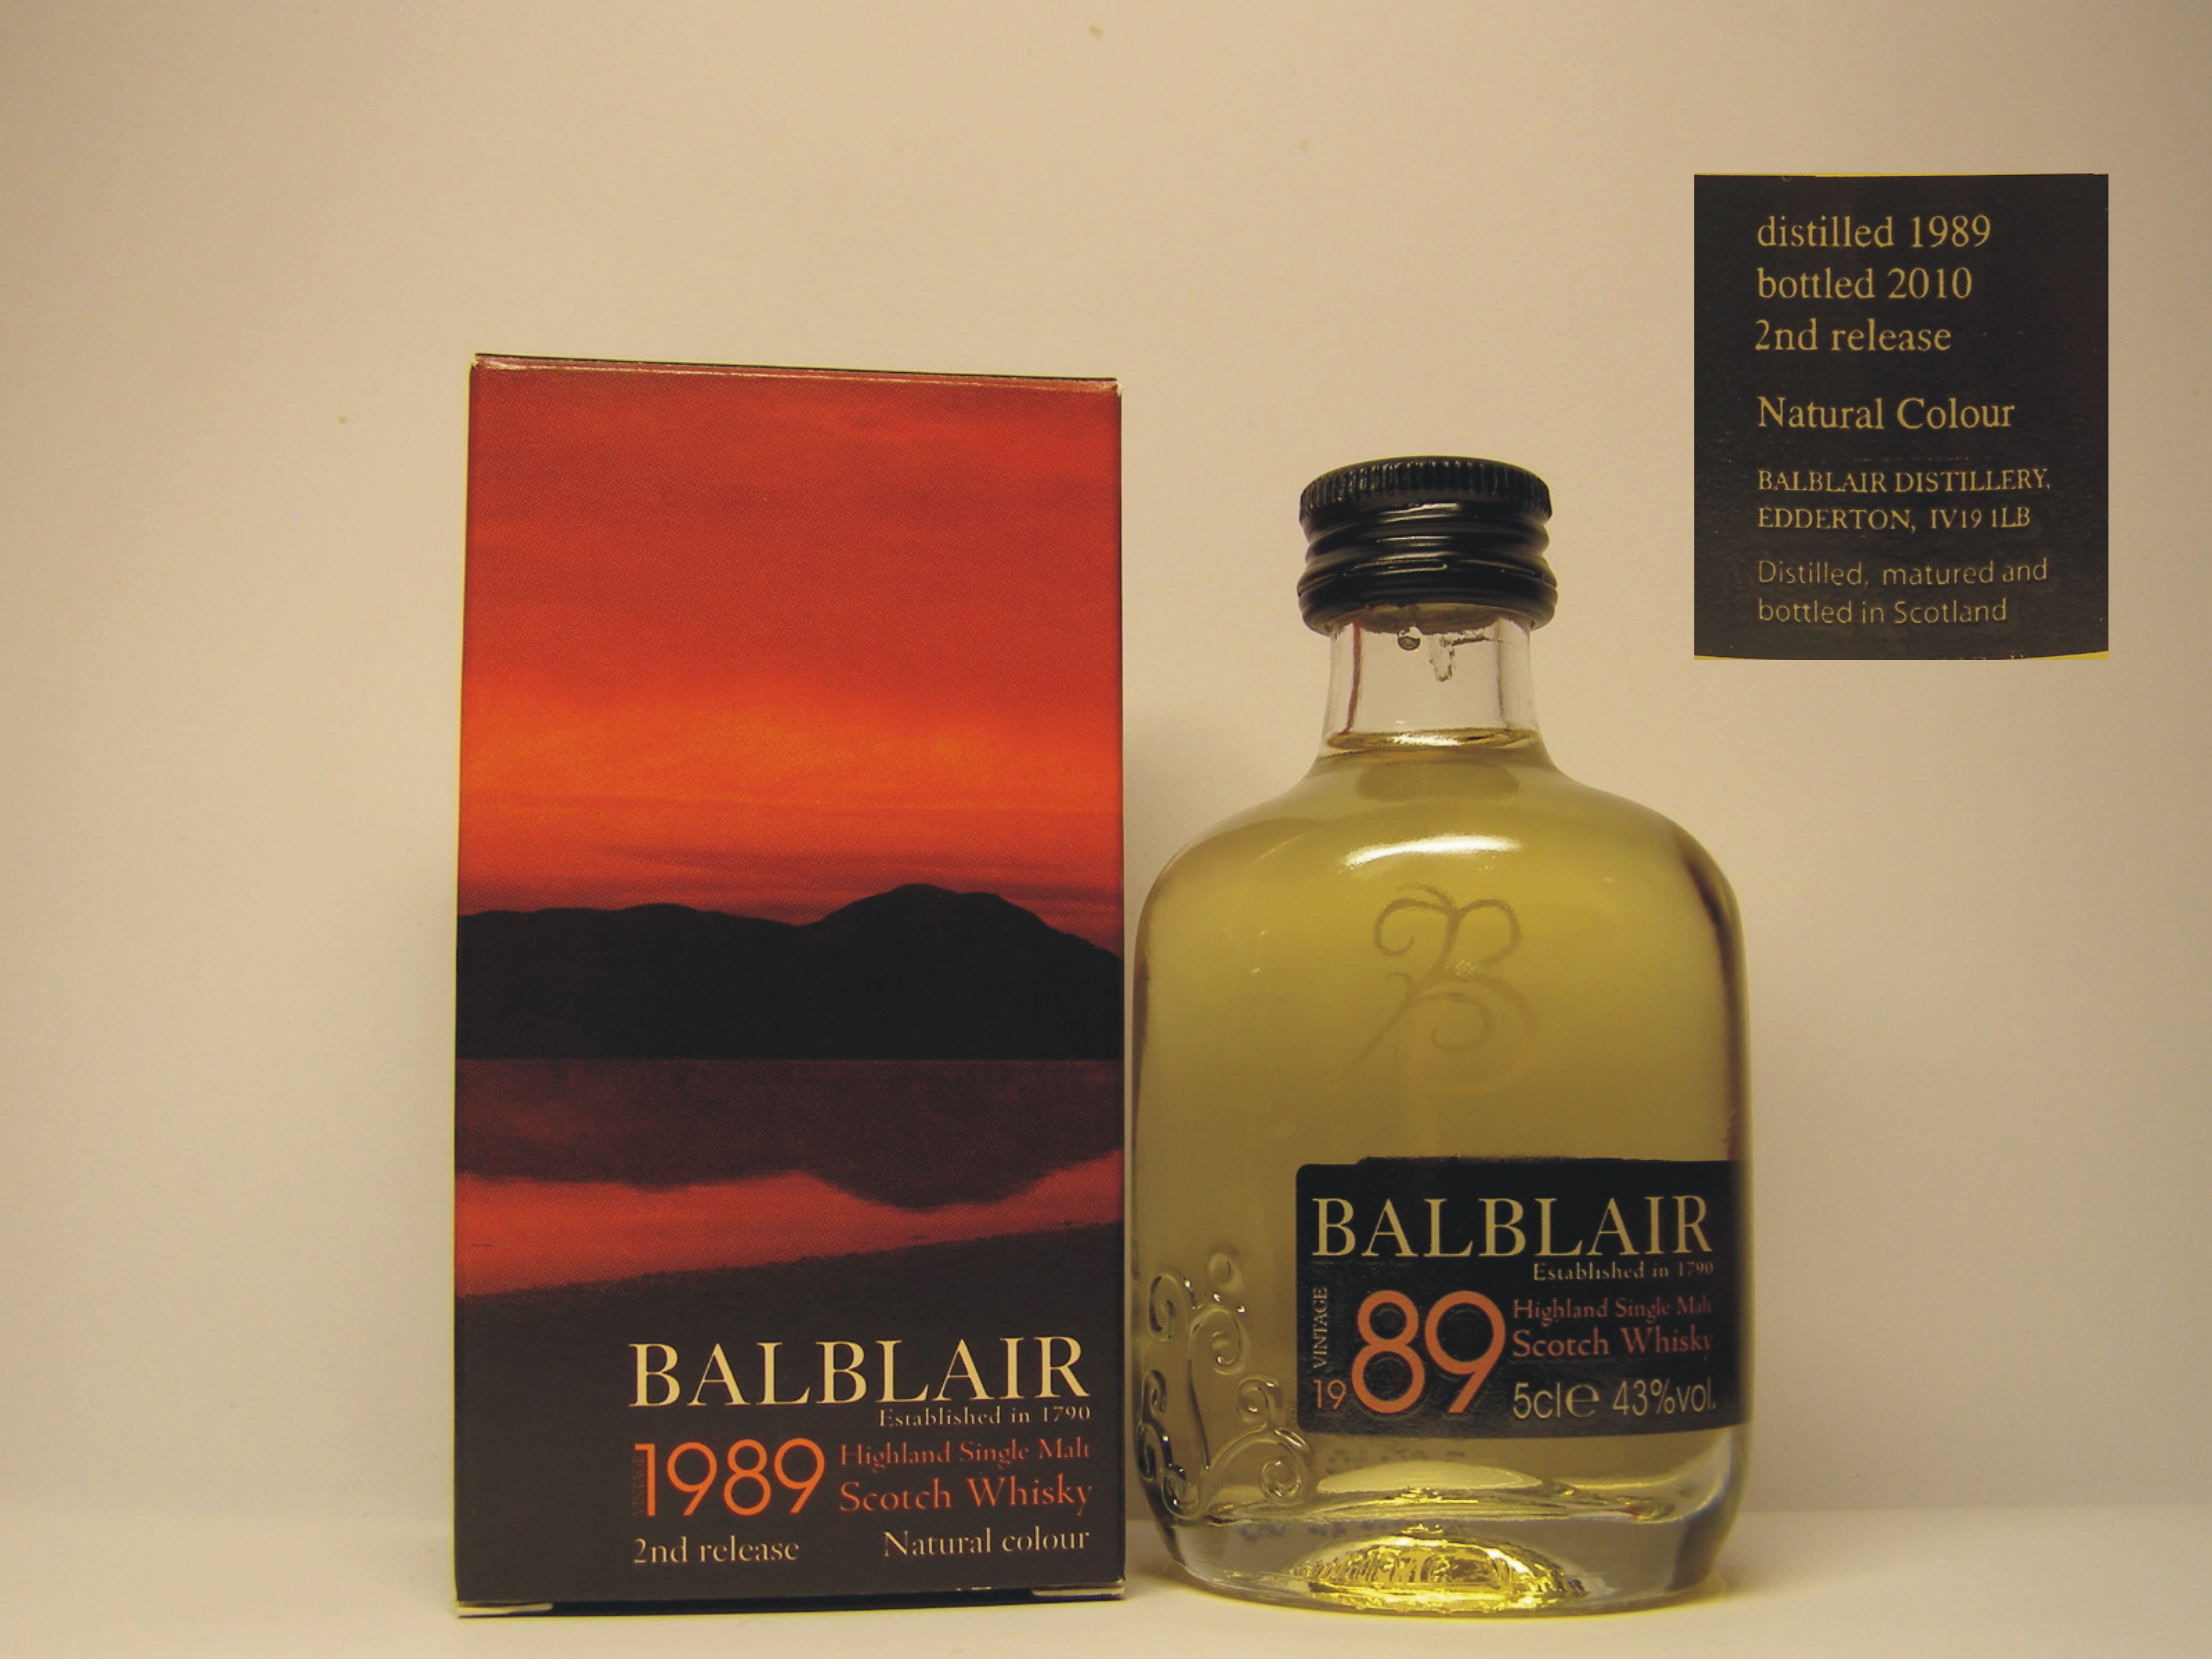 distilled 1989
bottled 2010
2nd release
Natural Colour
BALBLAIR DISTILLERY,
EDDERTON, IV19 1LB
Distilled, matured and
bottled in Scotland
BALBLAIR
Established in 1790
VINTAGE
1989
Highland Single Malt
Scotch Whisky
2nd release
Natural colour
B
BALBLAIR
Established in 1790
VINTAGE
1989
Highland Single Malt
Scotch Whisky
5cl℮ 43%vol.